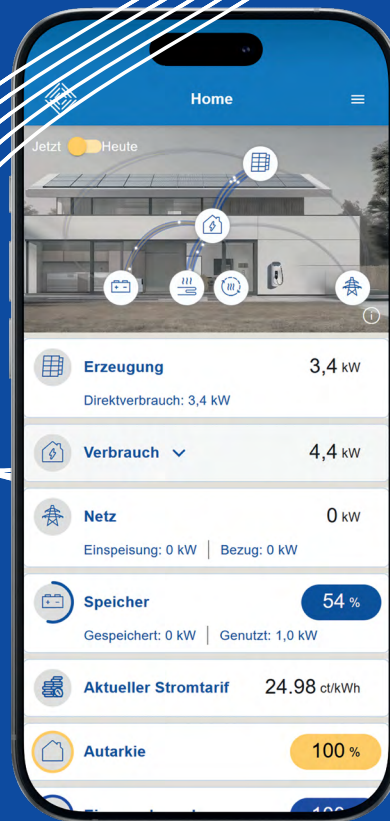 Home
Jetzt Heute
Erzeugung 3,4 kW
Direktverbrauch: 3,4 kW
Verbrauch 4,4 kW
Netz 0 kW
Einspeisung: 0 kW | Bezug: 0 kW
Speicher 54 %
Gespeichert: 0 kW | Genutzt: 1,0 kW
Aktueller Stromtarif 24.98 ct/kWh
Autarkie 100 %